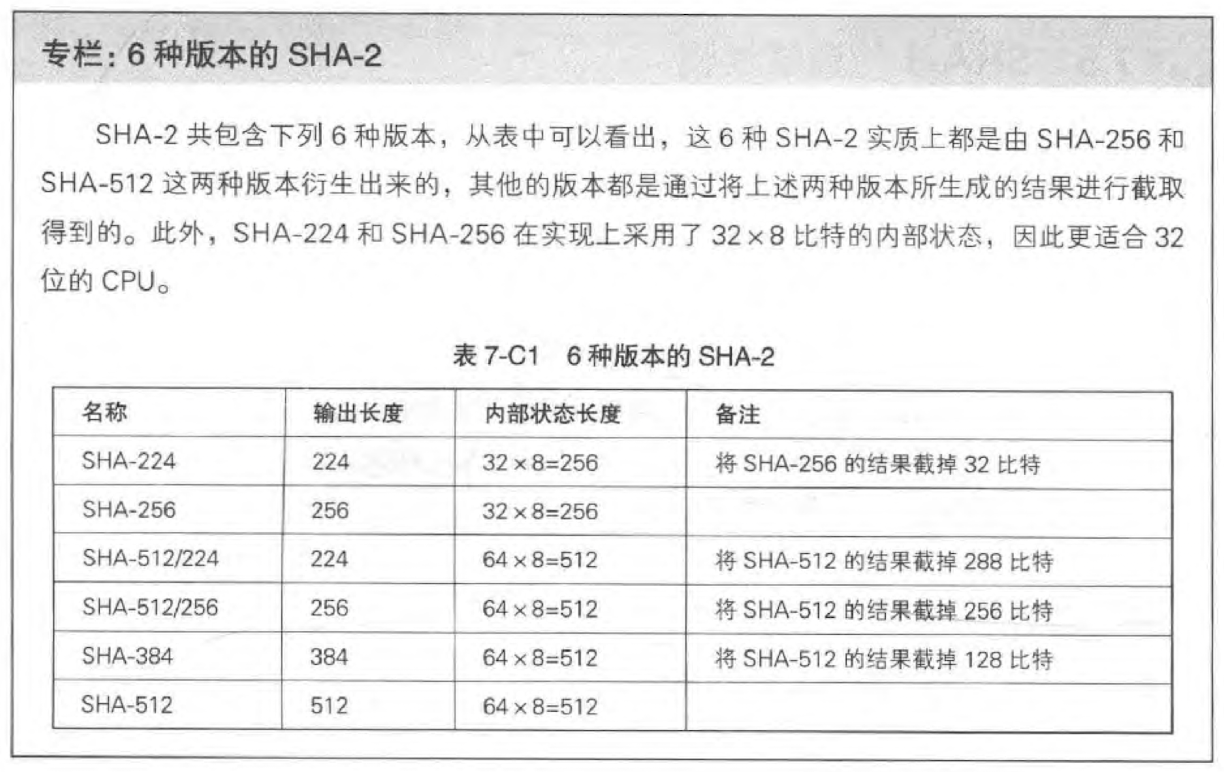 专栏：6 种版本的 SHA-2
SHA-2 共包含下列 6 种版本，从表中可以看出，这 6 种 SHA-2 实质上都是由 SHA-256 和
SHA-512 这两种版本衍生出来的，其他的版本都是通过将上述两种版本所生成的结果进行截取
得到的。此外，SHA-224 和 SHA-256 在实现上采用了 32×8 比特的内部状态，因此更适合 32
位的 CPU。
表 7-C1 6 种版本的 SHA-2
名称 输出长度 内部状态长度 备注
SHA-224 224 32×8=256 将 SHA-256 的结果截掉 32 比特
SHA-256 256 32×8=256
SHA-512/224 224 64×8=512 将 SHA-512 的结果截掉 288 比特
SHA-512/256 256 64×8=512 将 SHA-512 的结果截掉 256 比特
SHA-384 384 64×8=512 将 SHA-512 的结果截掉 128 比特
SHA-512 512 64×8=512